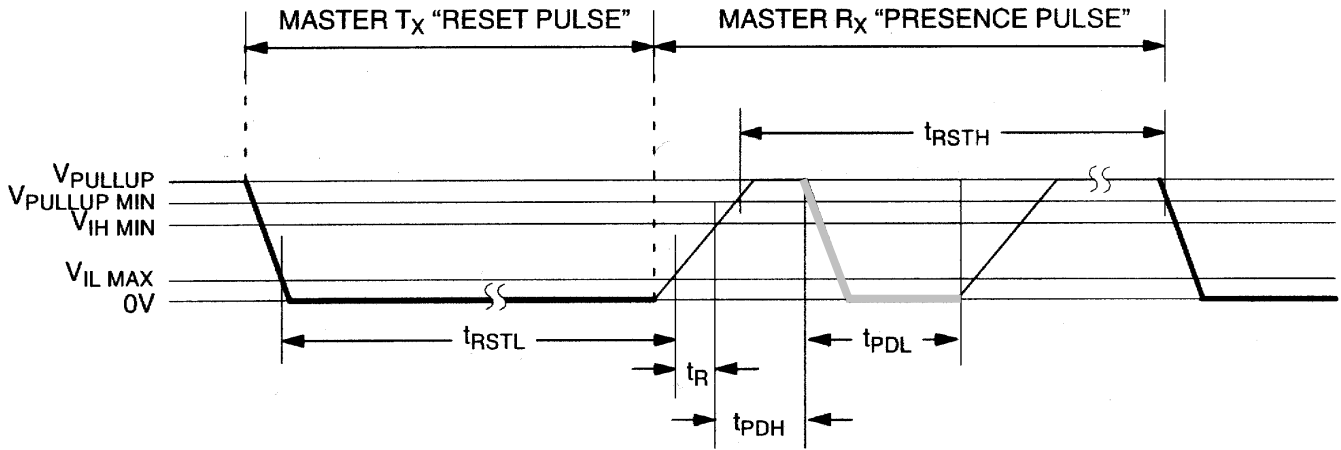 MASTER TX “RESET PULSE”
MASTER RX “PRESENCE PULSE”
tRSTH
VPULLUP
VPULLUP MIN
VIH MIN
VIL MAX
0V
tRSTL
tR
tPDL
tPDH